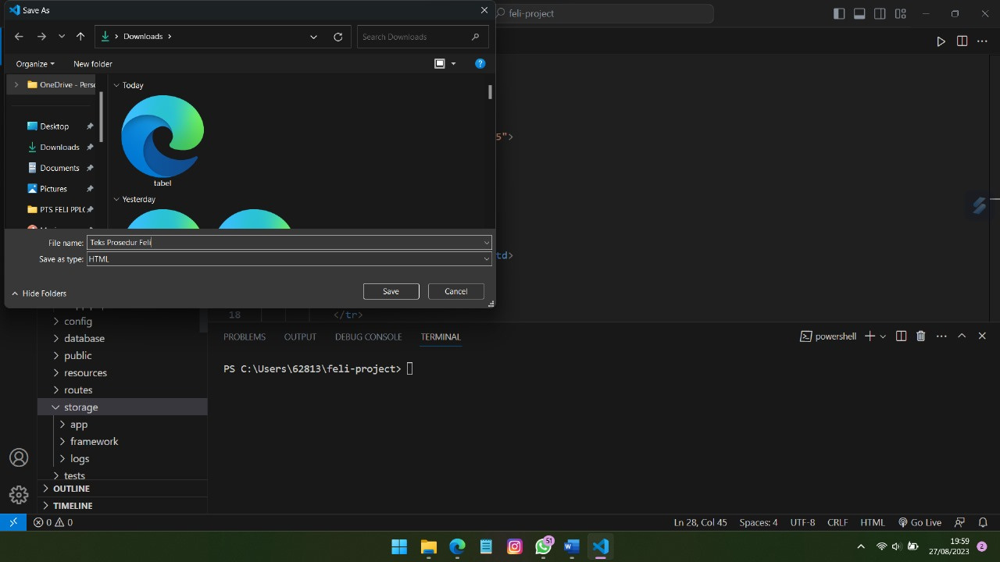 Save As
feli-project
Downloads
Search Downloads
Organize
New folder
?
OneDrive - Perso
Today
Desktop
Downloads
Documents
Pictures
PTS FELI PPLG
tabel
Yesterday
5">
td>
File name: Teks Prosedur Feli
Save as type: HTML
Hide Folders
Save
Cancel
18 </tr>
config
database
public
resources
routes
storage
app
framework
logs
tests
OUTLINE
TIMELINE
PROBLEMS OUTPUT DEBUG CONSOLE TERMINAL
powershell
PS C:\Users\62813\feli-project>
0 0
Ln 28, Col 45 Spaces: 4 UTF-8 CRLF HTML Go Live
51
19:59
27/08/2023
2